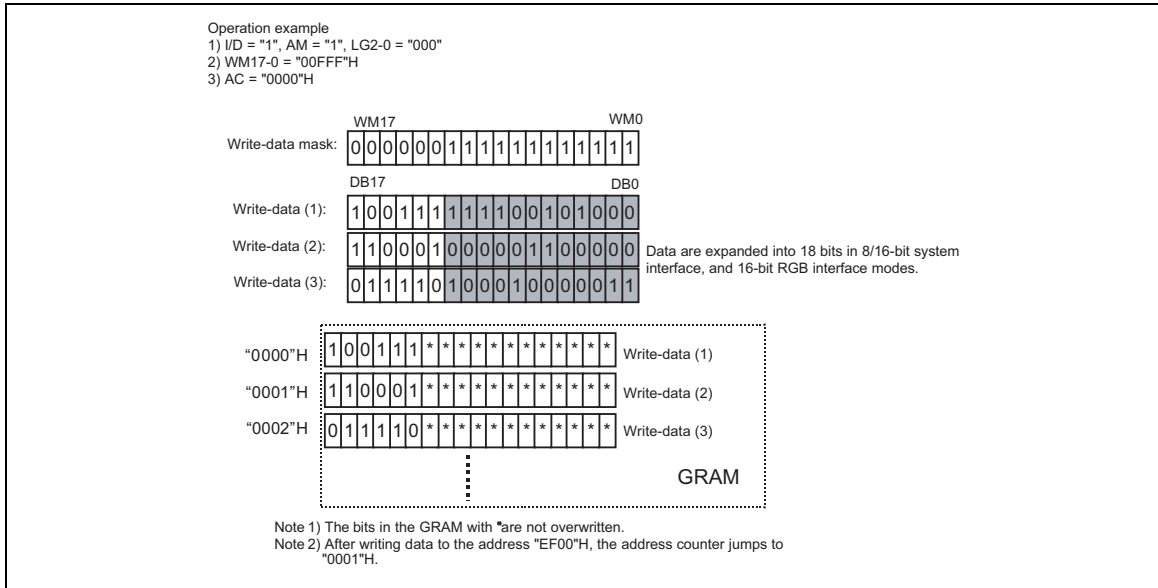 Operation example
1) I/D = "1", AM = "1", LG2-0 = "000"
2) WM17-0 = "00FFF"H
3) AC = "0000"H
WM17 WM0
Write-data mask: 0 0 0 0 0 0 1 1 1 1 1 1 1 1 1 1 1 1
DB17 DB0
Write-data (1): 1 0 0 1 1 1 1 1 1 1 0 0 1 0 1 0 0 0
Write-data (2): 1 1 0 0 0 1 0 0 0 0 0 1 1 0 0 0 0 0
Data are expanded into 18 bits in 8/16-bit system
interface, and 16-bit RGB interface modes.
Write-data (3): 0 1 1 1 1 0 1 0 0 0 1 0 0 0 0 0 1 1
“0000”H 1 0 0 1 1 1 * * * * * * * * * * * * Write-data (1)
“0001”H 1 1 0 0 0 1 * * * * * * * * * * * * Write-data (2)
“0002”H 0 1 1 1 1 0 * * * * * * * * * * * * Write-data (3)
GRAM
Note 1) The bits in the GRAM with *are not overwritten.
Note 2) After writing data to the address "EF00"H, the address counter jumps to
"0001"H.